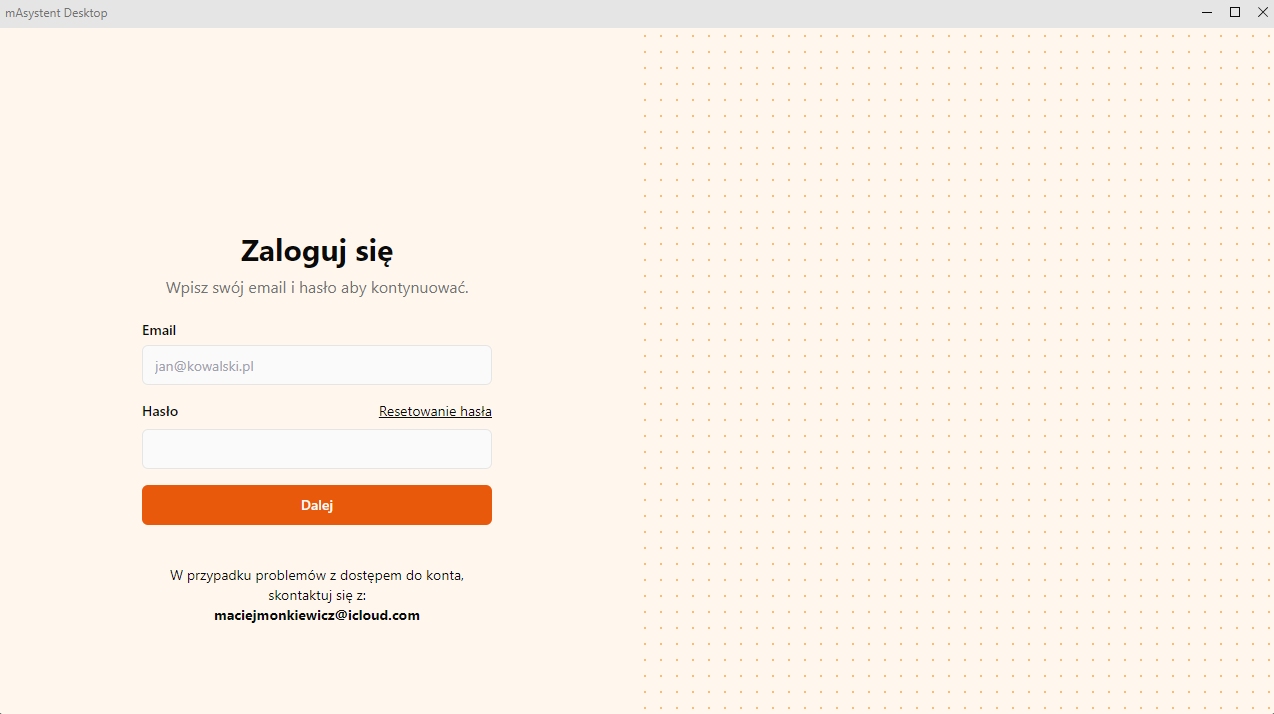 mAsystent Desktop
Zaloguj się
Wpisz swój email i hasło aby kontynuować.
Email
jan@kowalski.pl
Hasło
Resetowanie hasła
Dalej
W przypadku problemów z dostępem do konta,
skontaktuj się z:
maciejmonkiewicz@icloud.com